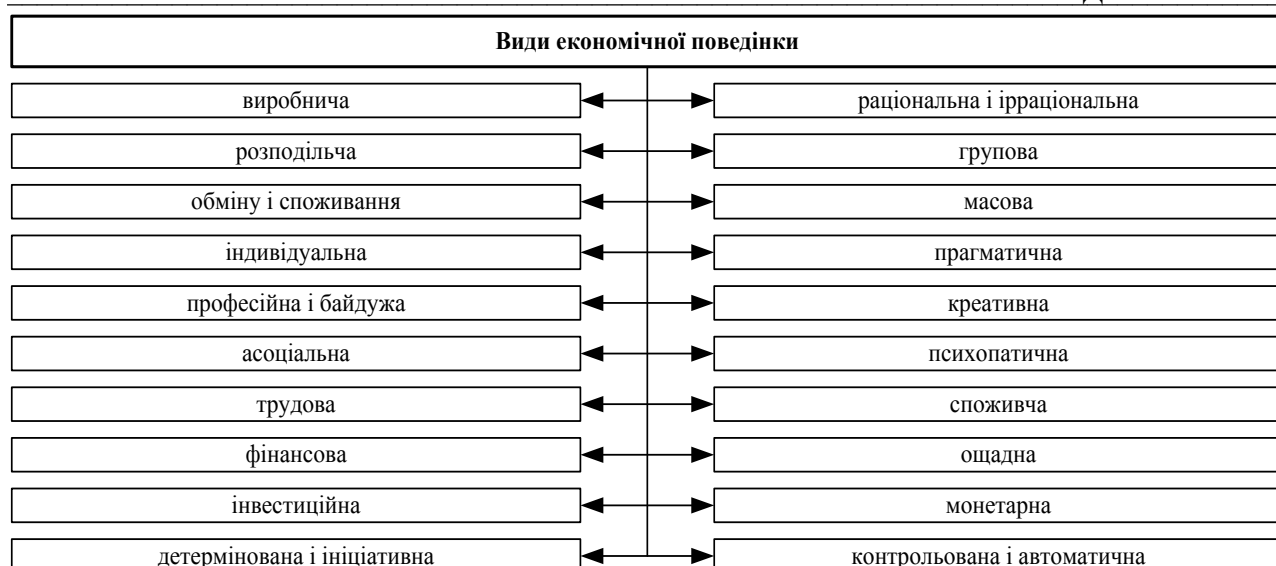 Види економічної поведінки
виробнича
раціональна і ірраціональна
розподільча
групова
обміну і споживання
масова
індивідуальна
прагматична
професійна і байдужа
креативна
асоціальна
психопатична
трудова
споживча
фінансова
ощадна
інвестиційна
монетарна
детермінована і ініціативна
контрольована і автоматична